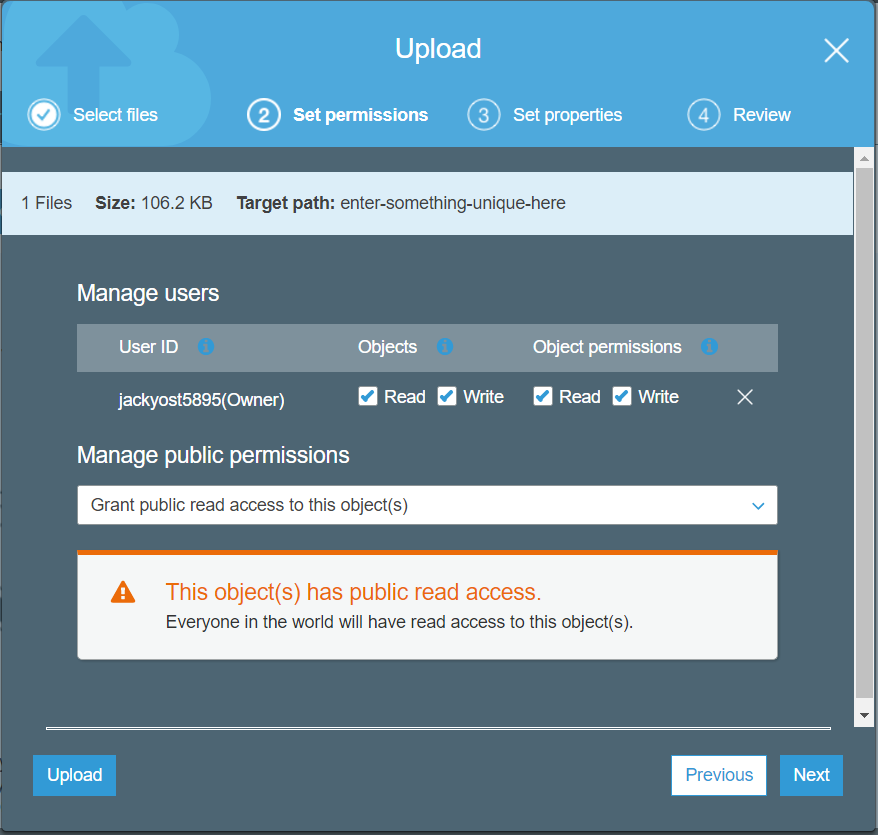 Upload
Select files 2 Set permissions 3 Set properties 4 Review
1 Files Size: 106.2 KB Target path: enter-something-unique-here
Manage users
User ID Objects Object permissions
jackyost5895(Owner) Read Write Read Write
Manage public permissions
Grant public read access to this object(s)
This object(s) has public read access.
Everyone in the world will have read access to this object(s).
Upload Previous Next